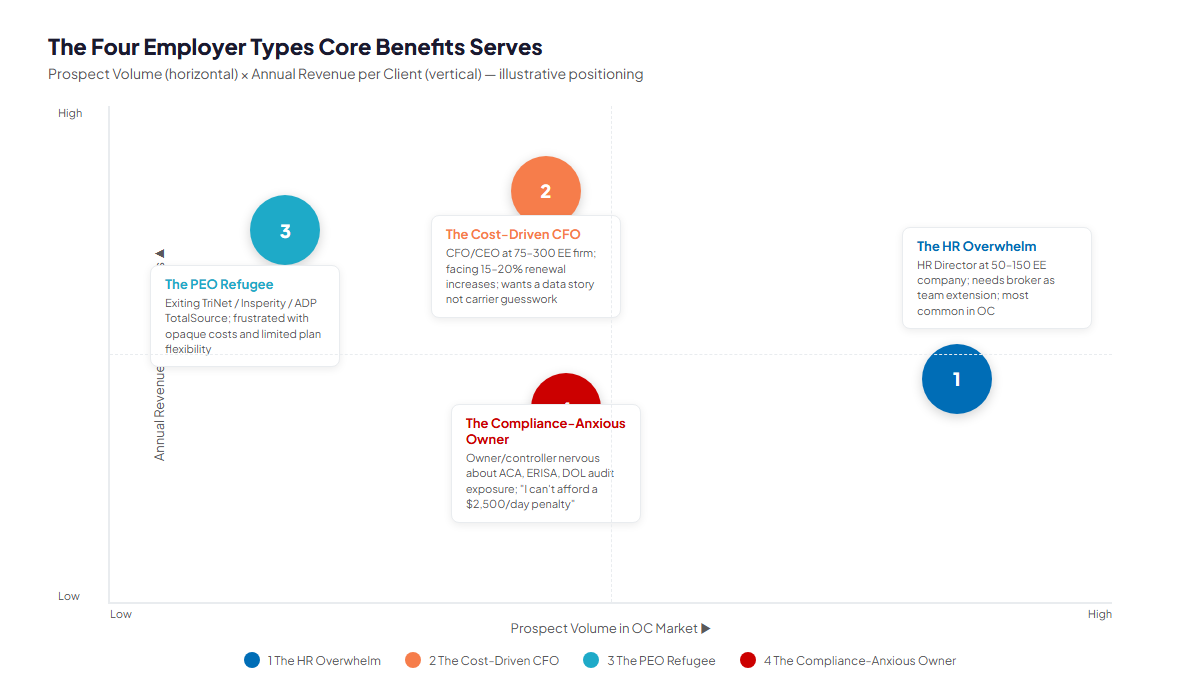 The Four Employer Types Core Benefits Serves
Prospect Volume (horizontal) × Annual Revenue per Client (vertical) — illustrative positioning
High
2
3
The Cost-Driven CFO
CFO/CEO at 75–300 EE firm;
facing 15–20% renewal
increases; wants a data story
not carrier guesswork
The HR Overwhelm
HR Director at 50–150 EE
company; needs broker as
team extension; most
common in OC
The PEO Refugee
Exiting TriNet / Insperity / ADP
TotalSource; frustrated with
opaque costs and limited plan
flexibility
1
Annual Revenue
The Compliance-Anxious
Owner
Owner/controller nervous
about ACA, ERISA, DOL audit
exposure; "I can't afford a
$2,500/day penalty"
Low
Low
High
Prospect Volume in OC Market ▶
1 The HR Overwhelm
2 The Cost-Driven CFO
3 The PEO Refugee
4 The Compliance-Anxious Owner